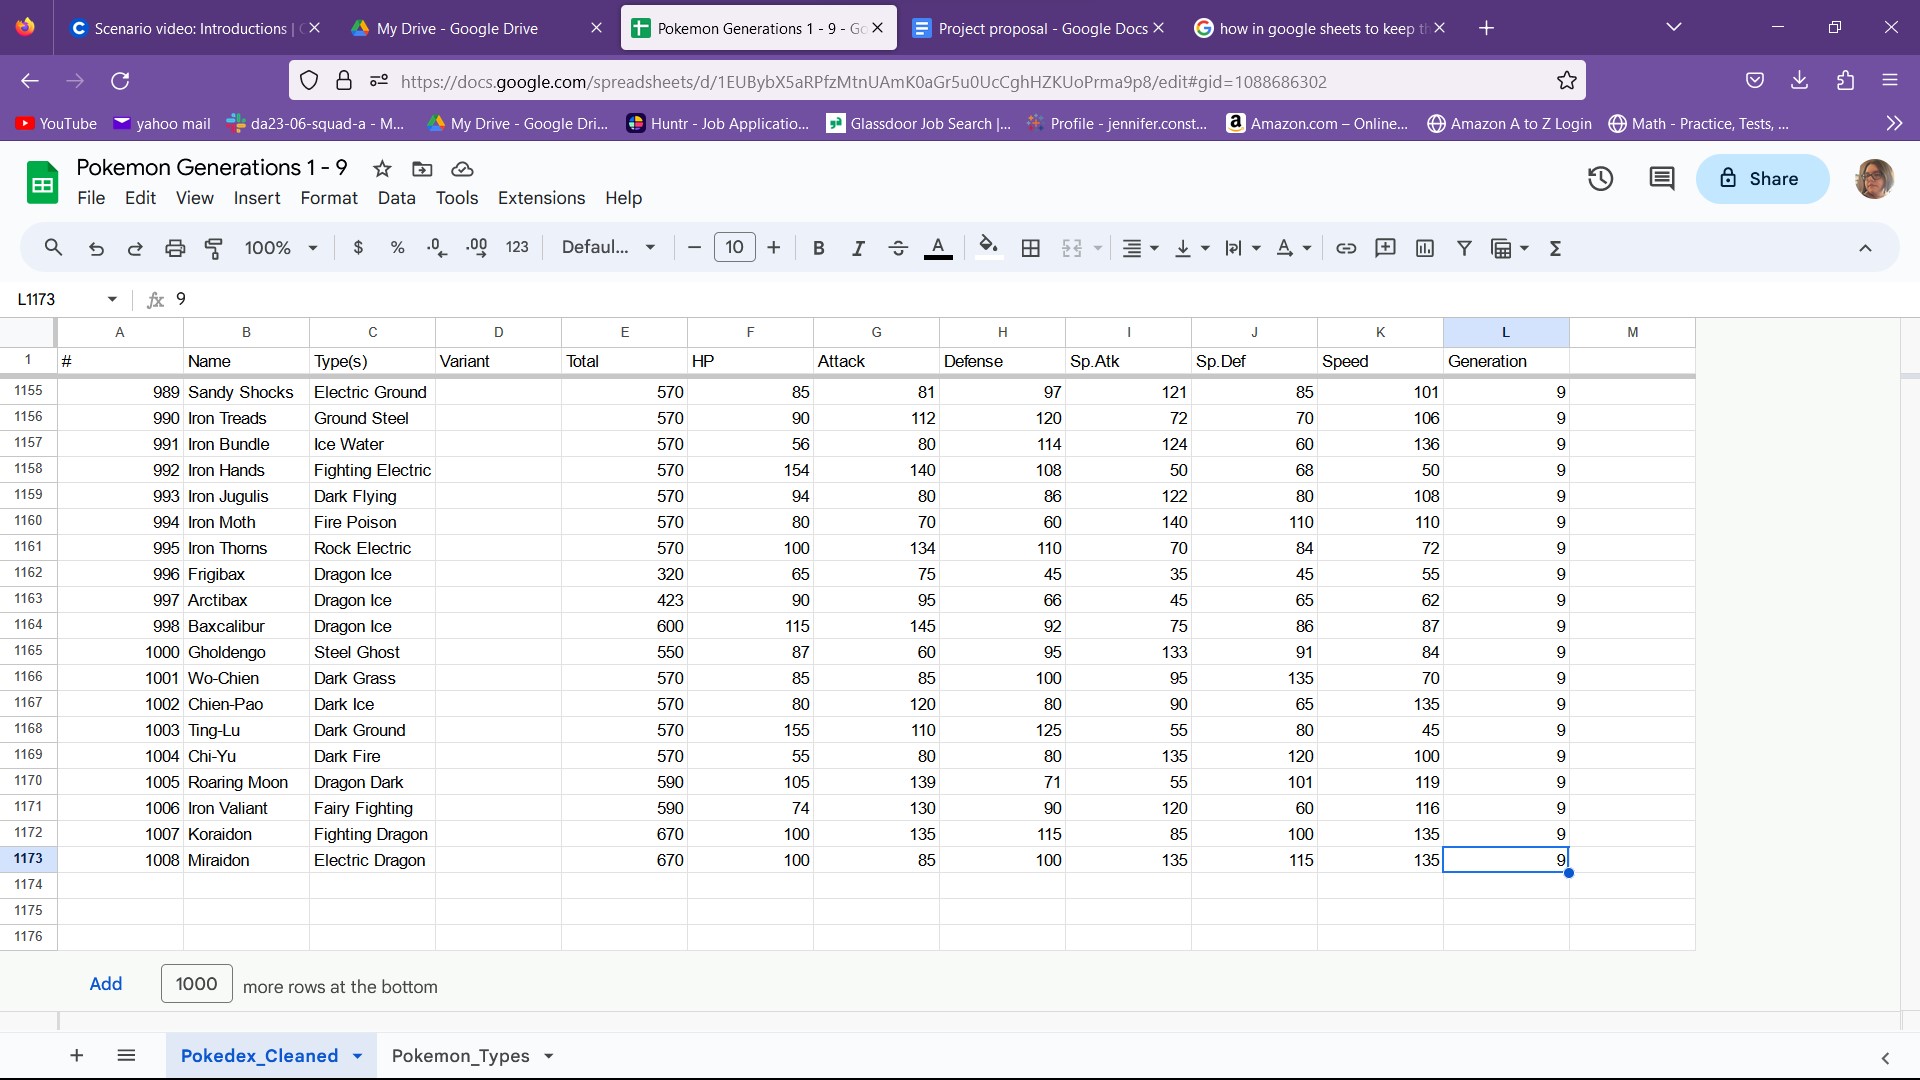 Scenario video: Introductions | C
My Drive - Google Drive
Pokemon Generations 1 - 9 - Go
Project proposal - Google Docs
how in google sheets to keep th
https://docs.google.com/spreadsheets/d/1EUBybX5aRPfzMtnUAmK0aGr5u0UcCghHZKUoPrma9p8/edit#gid=1088686302
YouTube yahoo mail da23-06-squad-a - M... My Drive - Google Dri... Huntr - Job Applicatio... Glassdoor Job Search |... Profile - jennifer.const... Amazon.com – Online... Amazon A to Z Login Math - Practice, Tests, ...
Pokemon Generations 1 - 9
File Edit View Insert Format Data Tools Extensions Help
Share
100% $ % .0 .00 123 Defaul... 10 B I A
L1173 fx 9
A B C D E F G H I J K L M
1 # Name Type(s) Variant Total HP Attack Defense Sp.Atk Sp.Def Speed Generation
1155 989 Sandy Shocks Electric Ground 570 85 81 97 121 85 101 9
1156 990 Iron Treads Ground Steel 570 90 112 120 72 70 106 9
1157 991 Iron Bundle Ice Water 570 56 80 114 124 60 136 9
1158 992 Iron Hands Fighting Electric 570 154 140 108 50 68 50 9
1159 993 Iron Jugulis Dark Flying 570 94 80 86 122 80 108 9
1160 994 Iron Moth Fire Poison 570 80 70 60 140 110 110 9
1161 995 Iron Thorns Rock Electric 570 100 134 110 70 84 72 9
1162 996 Frigibax Dragon Ice 320 65 75 45 35 45 55 9
1163 997 Arctibax Dragon Ice 423 90 95 66 45 65 62 9
1164 998 Baxcalibur Dragon Ice 600 115 145 92 75 86 87 9
1165 1000 Gholdengo Steel Ghost 550 87 60 95 133 91 84 9
1166 1001 Wo-Chien Dark Grass 570 85 85 100 95 135 70 9
1167 1002 Chien-Pao Dark Ice 570 80 120 80 90 65 135 9
1168 1003 Ting-Lu Dark Ground 570 155 110 125 55 80 45 9
1169 1004 Chi-Yu Dark Fire 570 55 80 80 135 120 100 9
1170 1005 Roaring Moon Dragon Dark 590 105 139 71 55 101 119 9
1171 1006 Iron Valiant Fairy Fighting 590 74 130 90 120 60 116 9
1172 1007 Koraidon Fighting Dragon 670 100 135 115 85 100 135 9
1173 1008 Miraidon Electric Dragon 670 100 85 100 135 115 135 9
1174
1175
1176
Add 1000 more rows at the bottom
Pokedex_Cleaned Pokemon_Types